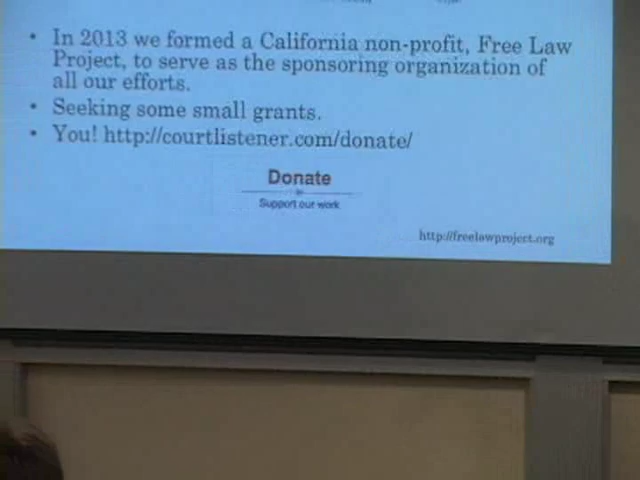 • In 2013 we formed a California non-profit, Free Law
Project, to serve as the sponsoring organization of
all our efforts.
• Seeking some small grants.
• You! http://courtlistener.com/donate/
Donate
Support our work
http://freelawproject.org